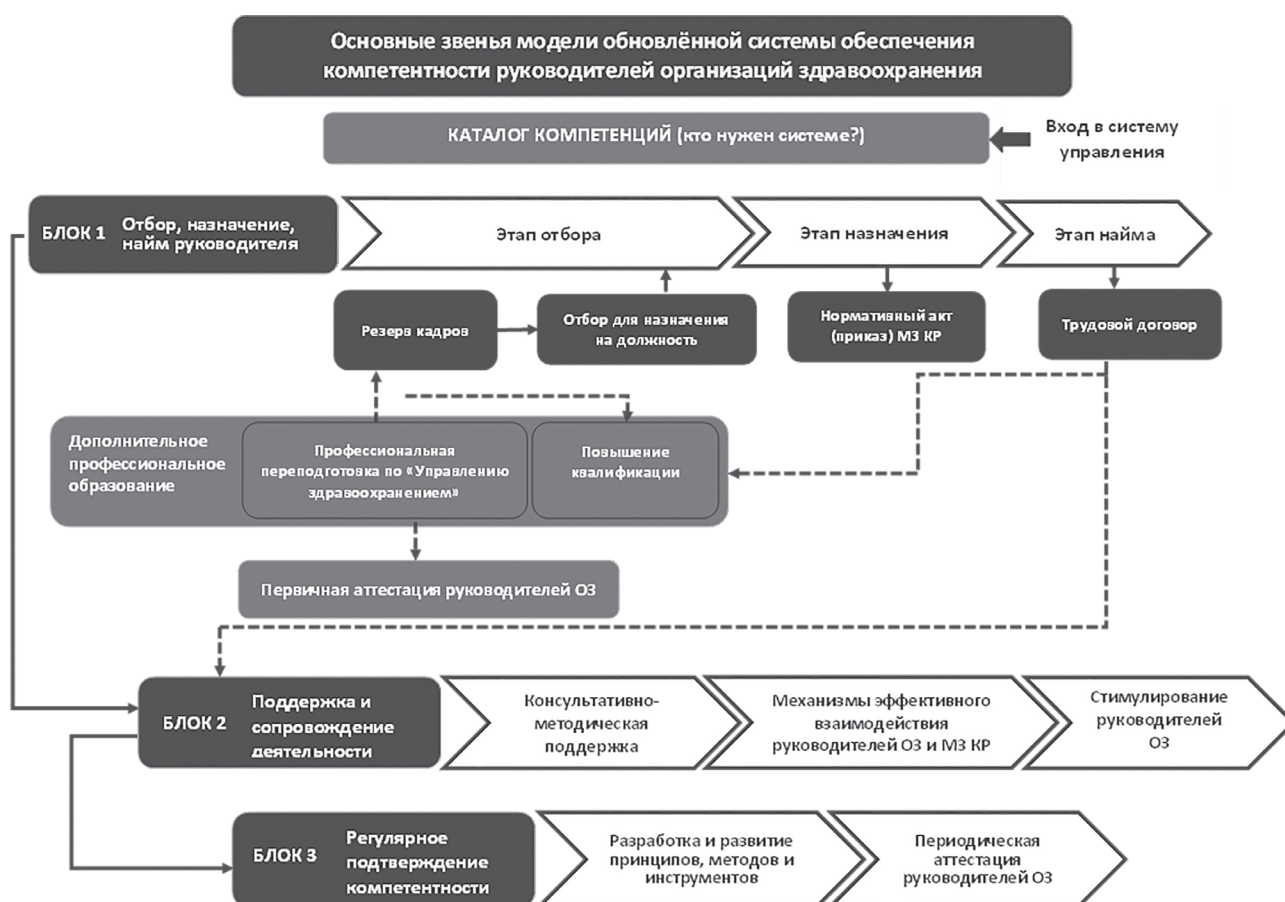 Основные звенья модели обновлённой системы обеспечения
компетентности руководителей организаций здравоохранения
КАТАЛОГ КОМПЕТЕНЦИЙ (кто нужен системе?)
Вход в систему
управления
БЛОК 1
Отбор, назначение,
найм руководителя
Этап отбора
Этап назначения
Этап найма
Резерв кадров
Отбор для назначения
на должность
Нормативный акт
(приказ) МЗ КР
Трудовой договор
Дополнительное
профессиональное
образование
Профессиональная
переподготовка по «Управлению
здравоохранением»
Повышение
квалификации
Первичная аттестация руководителей ОЗ
БЛОК 2
Поддержка и
сопровождение
деятельности
Консультативно-
методическая
поддержка
Механизмы эффективного
взаимодействия
руководителей ОЗ и МЗ КР
Стимулирование
руководителей
ОЗ
БЛОК 3
Регулярное
подтверждение
компетентности
Разработка и развитие
принципов, методов и
инструментов
Периодическая
аттестация
руководителей ОЗ